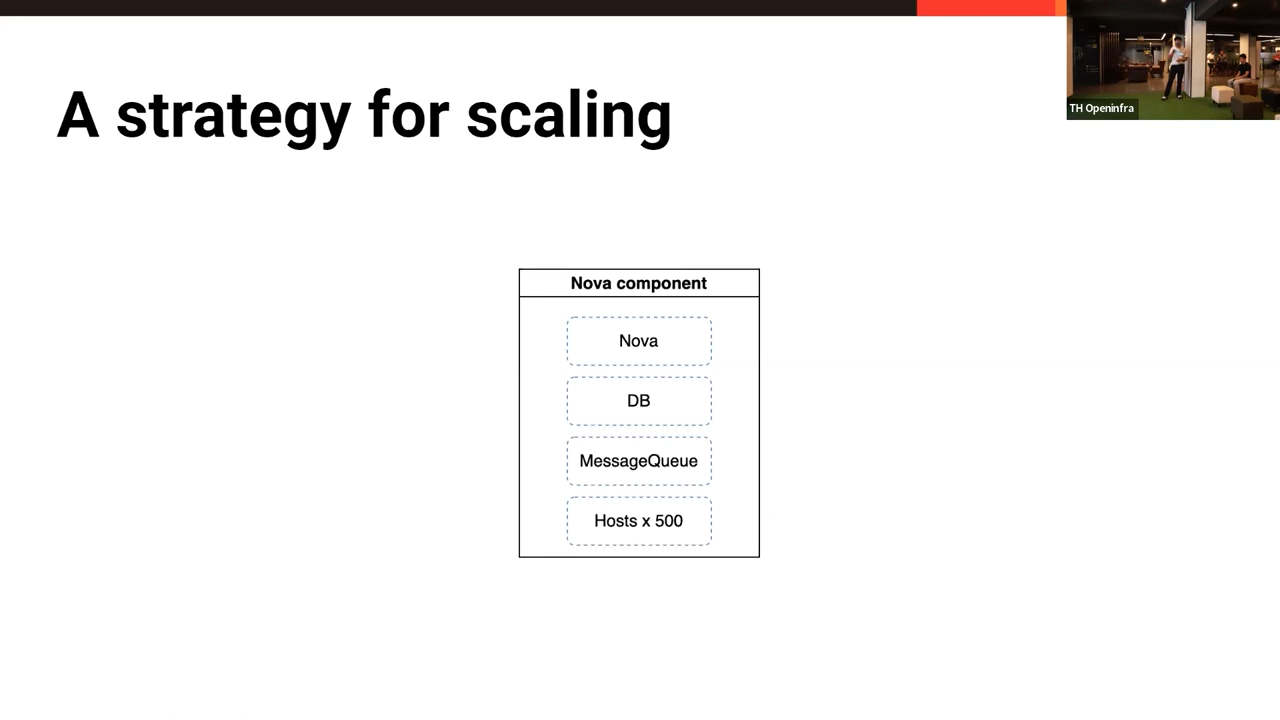 A strategy for scaling
TH Openinfra
Nova component
Nova
DB
MessageQueue
Hosts x 500